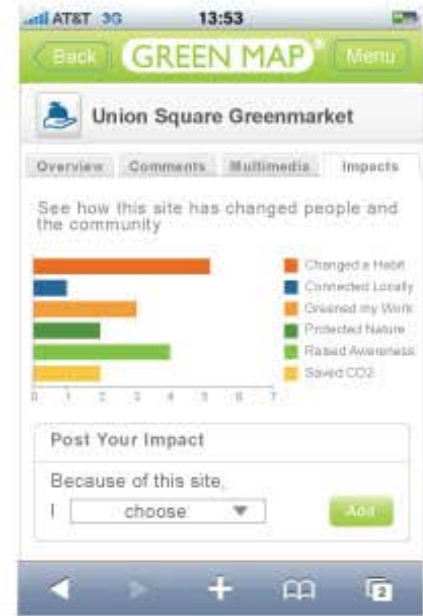 AT&T 3G 13:53
Back GREEN MAP® Menu
Union Square Greenmarket
Overview Comments Multimedia Impacts
See how this site has changed people and
the community
Changed a Habit
Connected Locally
Greened my Work
Protected Nature
Raised Awareness
Saved CO2
0 1 2 3 4 5 6 7
Post Your Impact
Because of this site,
I choose Add
2